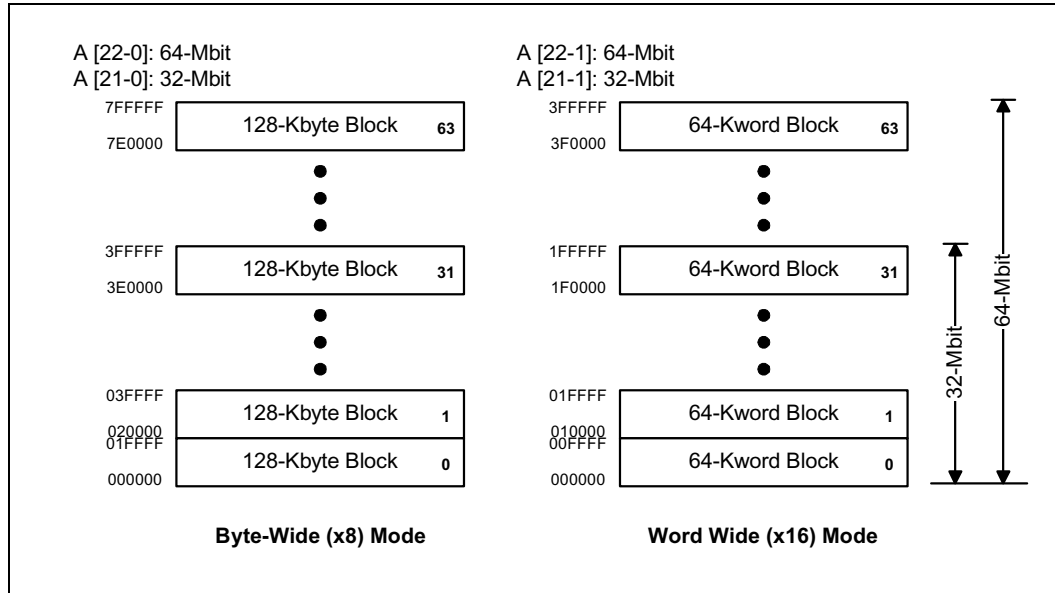 A [22-0]: 64-Mbit
A [21-0]: 32-Mbit
7FFFFF
128-Kbyte Block 63
7E0000
3FFFFF
128-Kbyte Block 31
3E0000
03FFFF
128-Kbyte Block 1
020000
01FFFF
128-Kbyte Block 0
000000
Byte-Wide (x8) Mode
A [22-1]: 64-Mbit
A [21-1]: 32-Mbit
3FFFFF
64-Kword Block 63
3F0000
1FFFFF
64-Kword Block 31
1F0000
01FFFF
64-Kword Block 1
010000
00FFFF
64-Kword Block 0
000000
Word Wide (x16) Mode
32-Mbit
64-Mbit